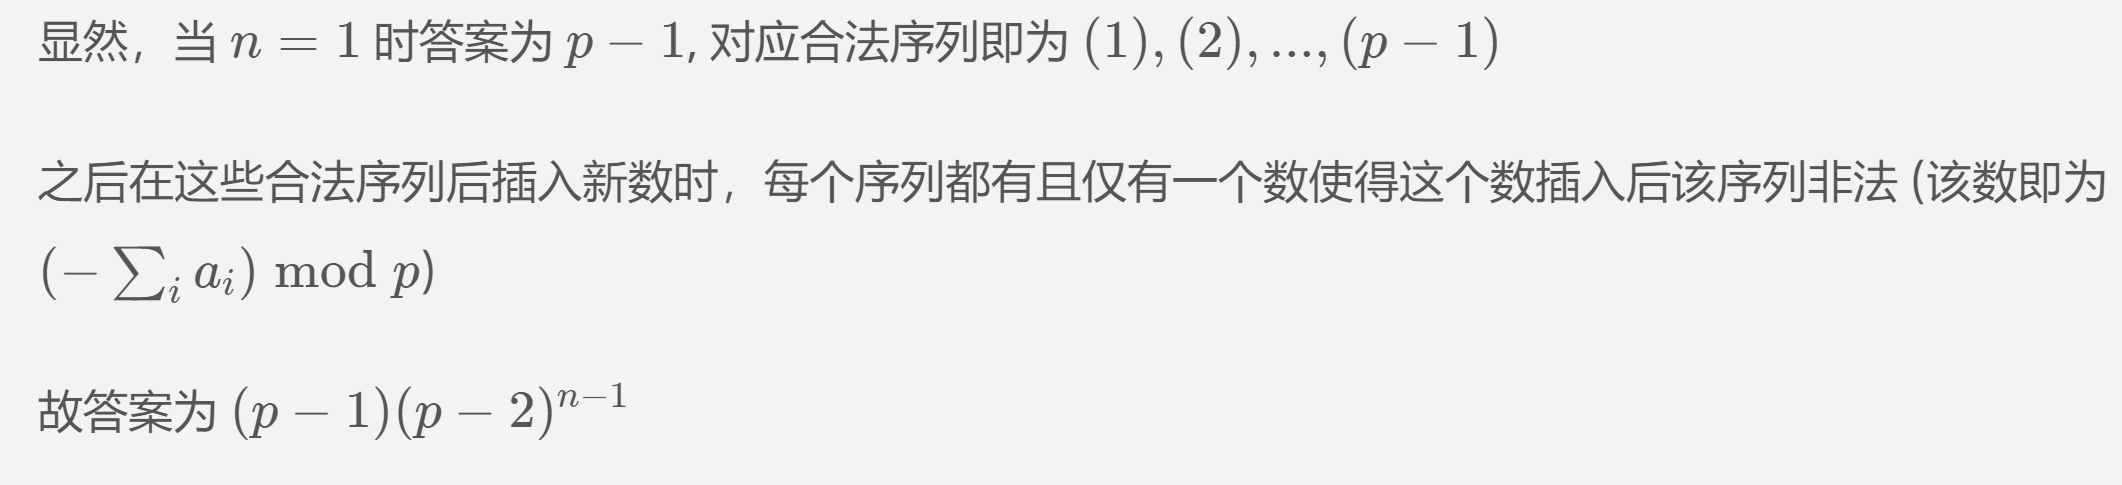 显然，当 n = 1 时答案为 p − 1, 对应合法序列即为 (1), (2), ..., (p − 1)
之后在这些合法序列后插入新数时，每个序列都有且仅有一个数使得这个数插入后该序列非法 (该数即为
(− ∑_i a_i) mod p)
故答案为 (p − 1)(p − 2)^{n−1}